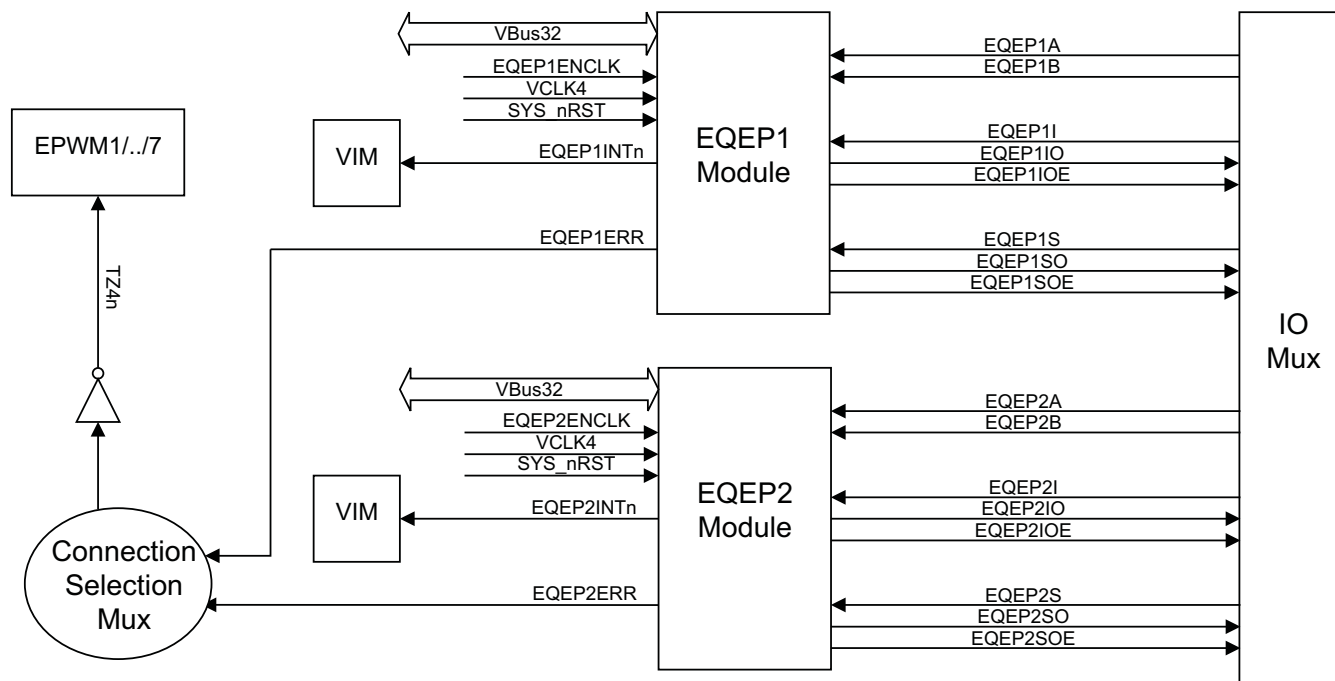 VBus32
EQEP1ENCLK
VCLK4
SYS_nRST
EQEP1INTn
EQEP1ERR
VIM
EPWM1/../7
TZ4n
EQEP1
Module
EQEP1A
EQEP1B
EQEP1I
EQEP1IO
EQEP1IOE
EQEP1S
EQEP1SO
EQEP1SOE
IO
Mux
VBus32
EQEP2ENCLK
VCLK4
SYS_nRST
EQEP2INTn
EQEP2ERR
VIM
Connection
Selection
Mux
EQEP2
Module
EQEP2A
EQEP2B
EQEP2I
EQEP2IO
EQEP2IOE
EQEP2S
EQEP2SO
EQEP2SOE